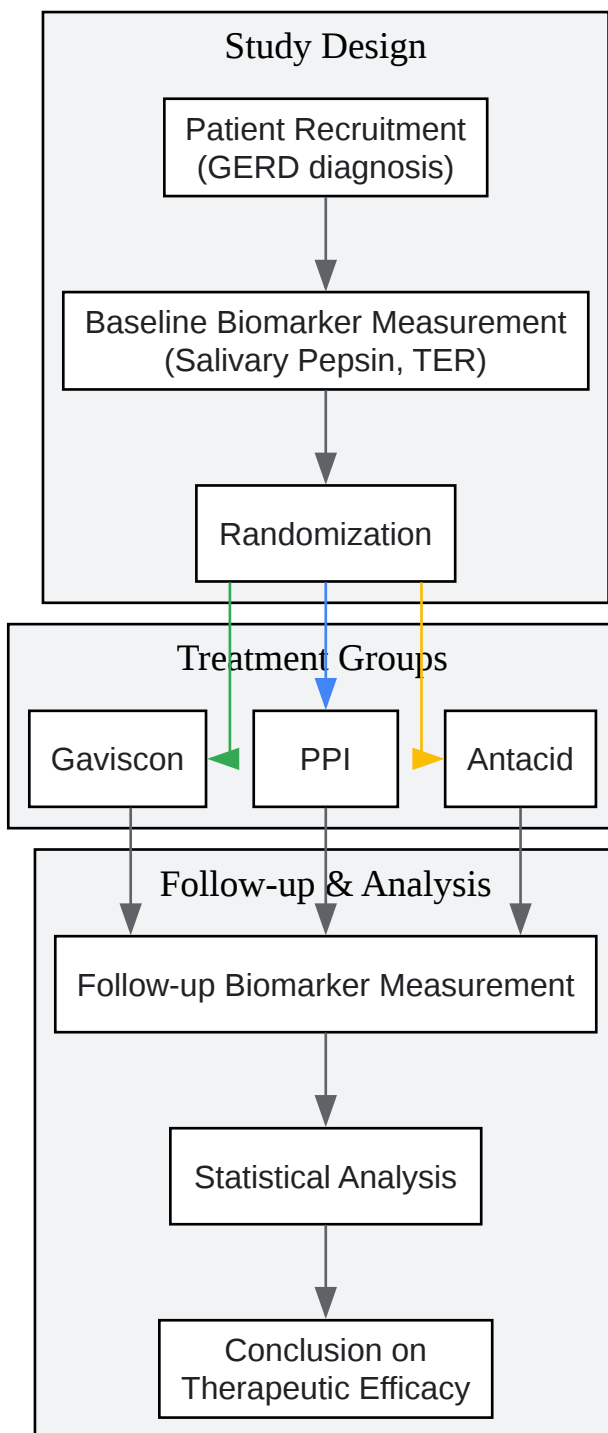 Study Design
Patient Recruitment
(GERD diagnosis)
Baseline Biomarker Measurement
(Salivary Pepsin, TER)
Randomization
Treatment Groups
Gaviscon
PPI
Antacid
Follow-up & Analysis
Follow-up Biomarker Measurement
Statistical Analysis
Conclusion on
Therapeutic Efficacy